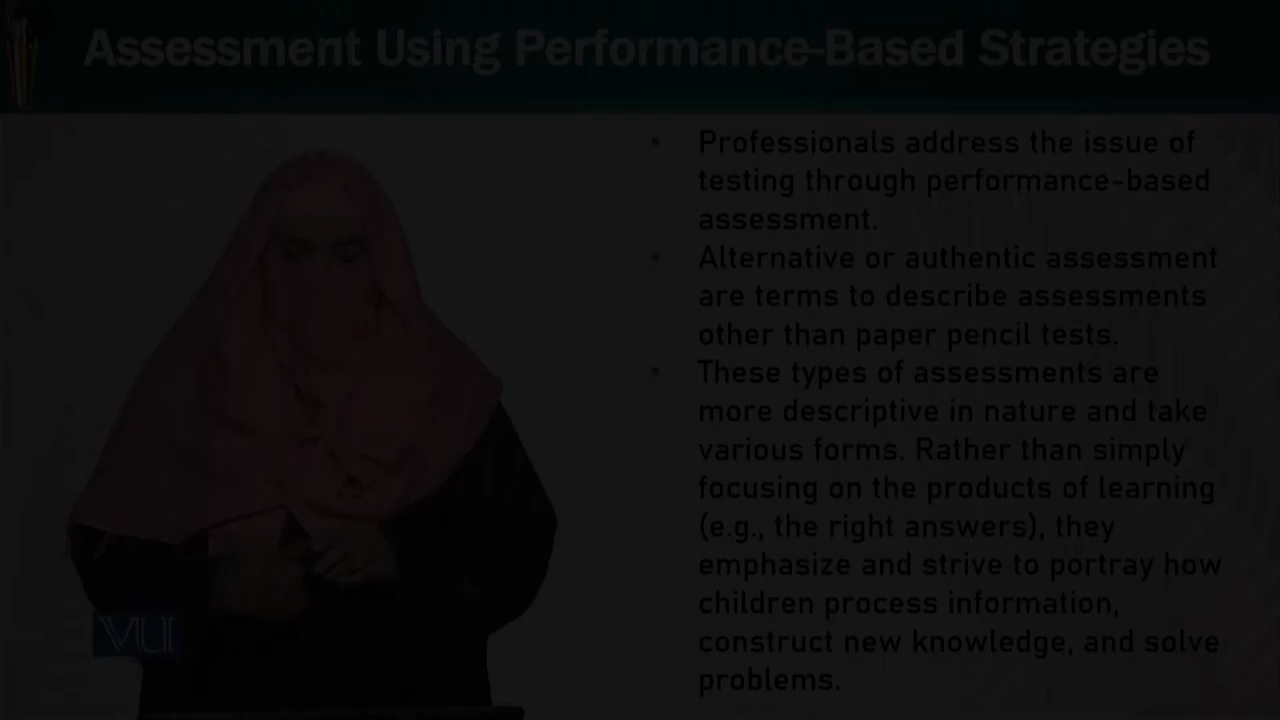 Assessment Using Performance-Based Strategies
• Professionals address the issue of
testing through performance-based
assessment.
• Alternative or authentic assessment
are terms to describe assessments
other than paper pencil tests.
• These types of assessments are
more descriptive in nature and take
various forms. Rather than simply
focusing on the products of learning
(e.g., the right answers), they
emphasize and strive to portray how
children process information,
construct new knowledge, and solve
problems.
VU